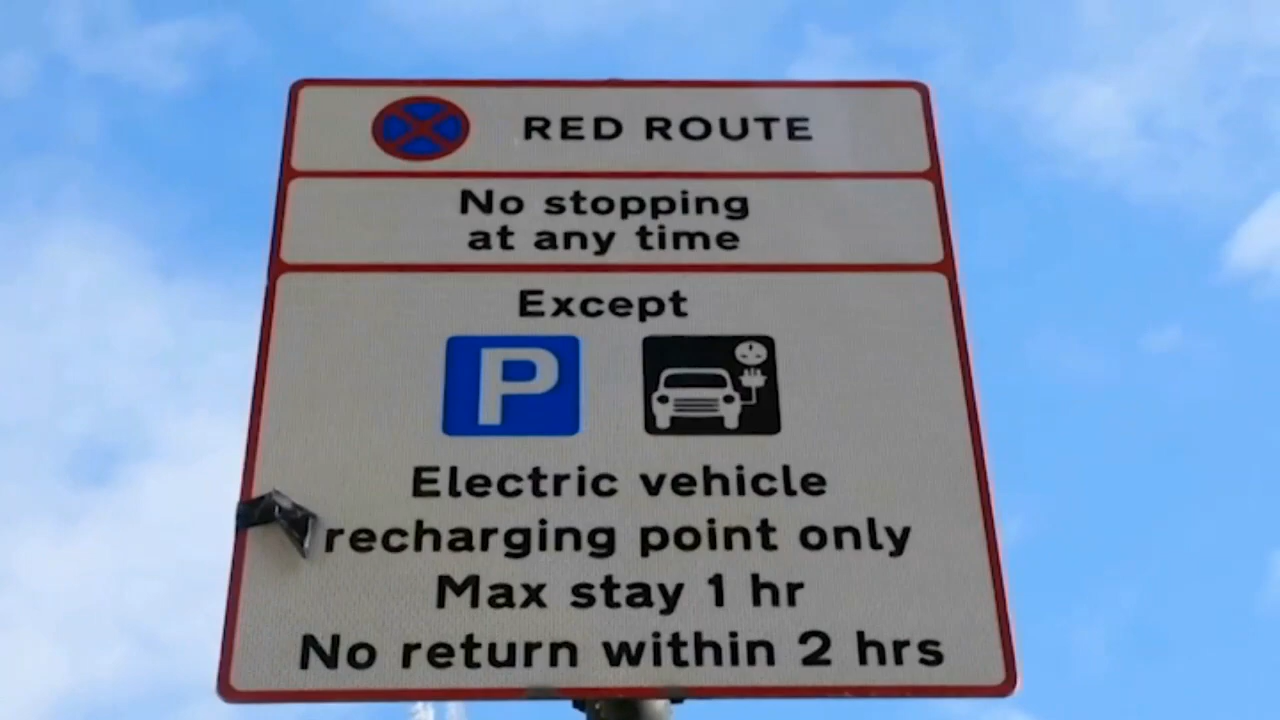 RED ROUTE
No stopping
at any time
Except
P
Electric vehicle
recharging point only
Max stay 1 hr
No return within 2 hrs